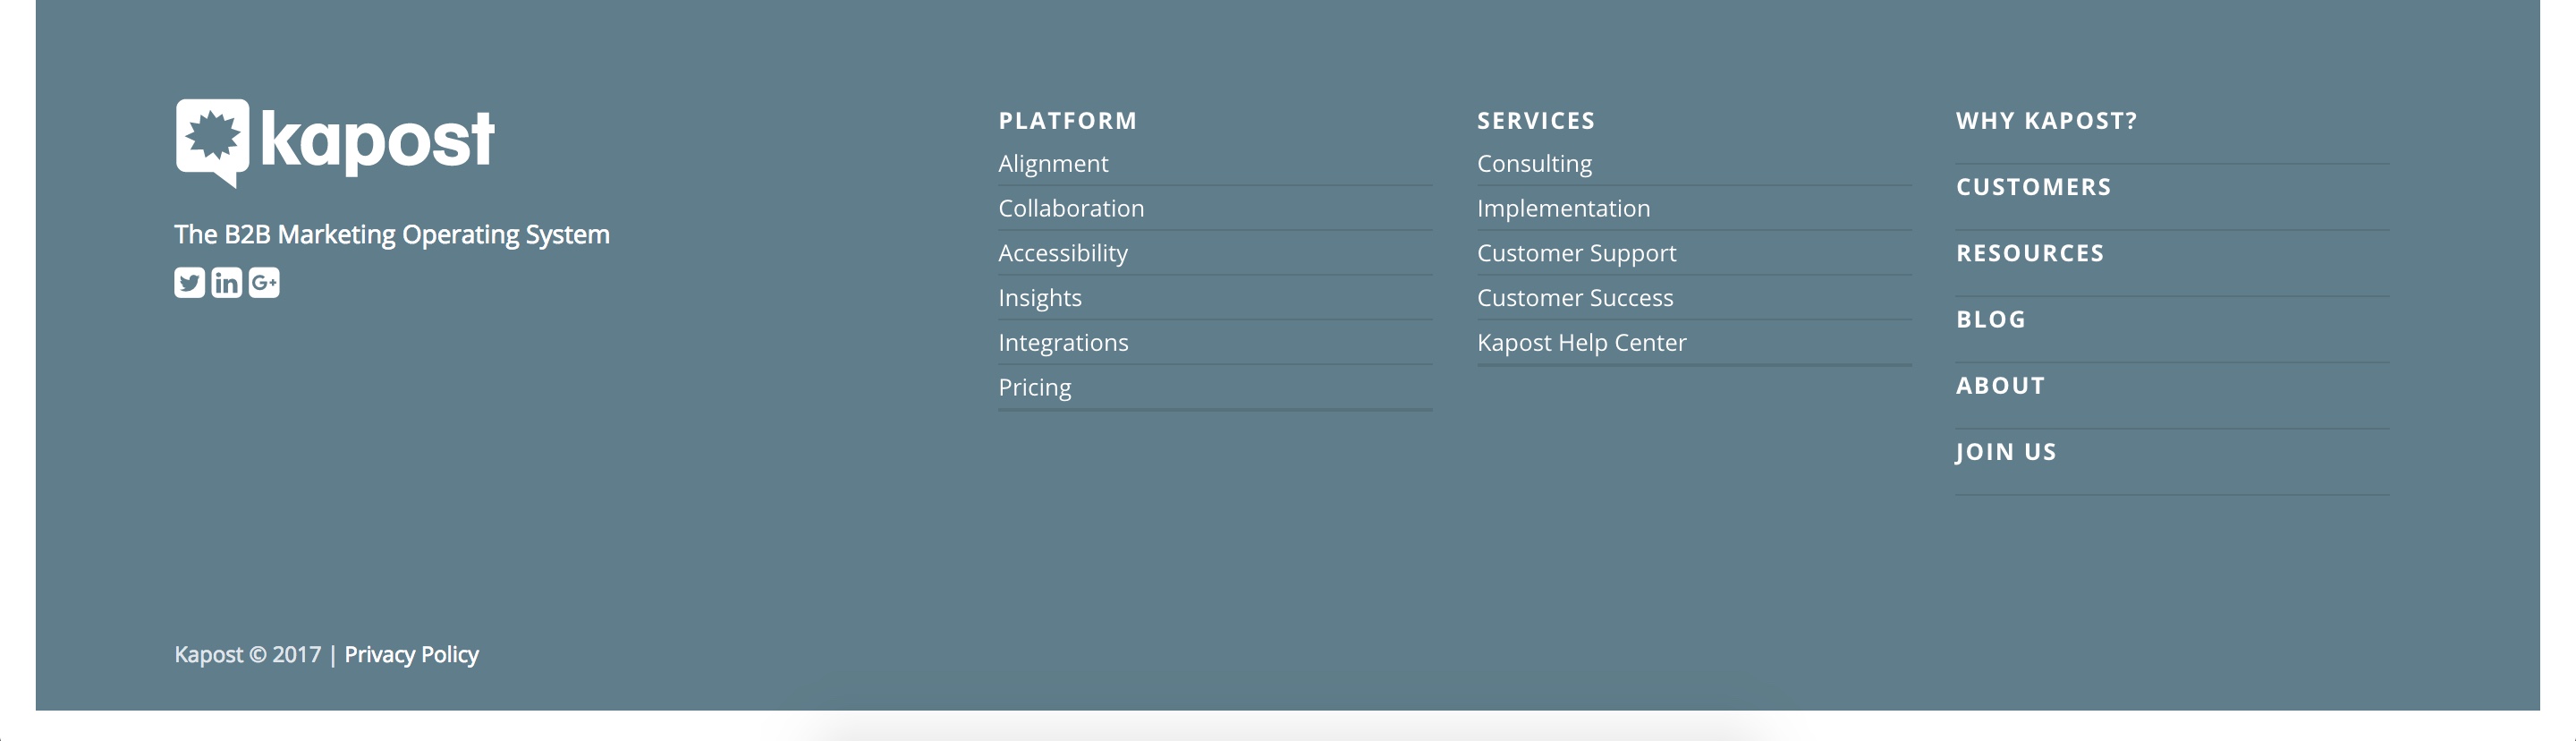 kapost
The B2B Marketing Operating System
PLATFORM
Alignment
Collaboration
Accessibility
Insights
Integrations
Pricing
SERVICES
Consulting
Implementation
Customer Support
Customer Success
Kapost Help Center
WHY KAPOST?
CUSTOMERS
RESOURCES
BLOG
ABOUT
JOIN US
Kapost © 2017 | Privacy Policy